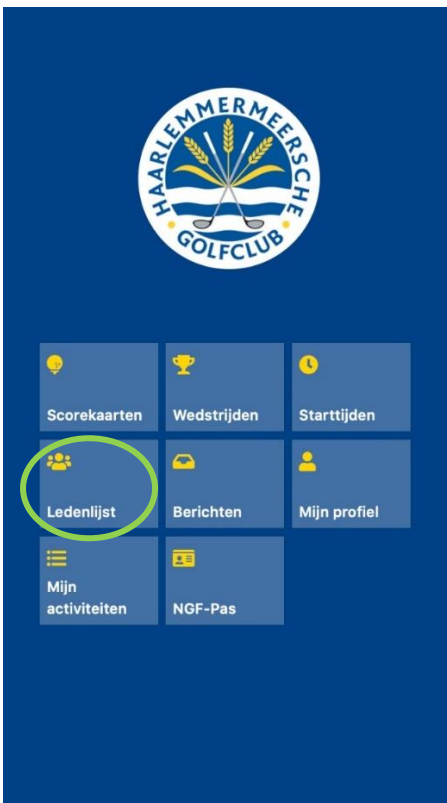 HAARLEMMERMEERSCHE
GOLFCLUB
Scorekaarten
Wedstrijden
Starttijden
Ledenlijst
Berichten
Mijn profiel
Mijn
activiteiten
NGF-Pas